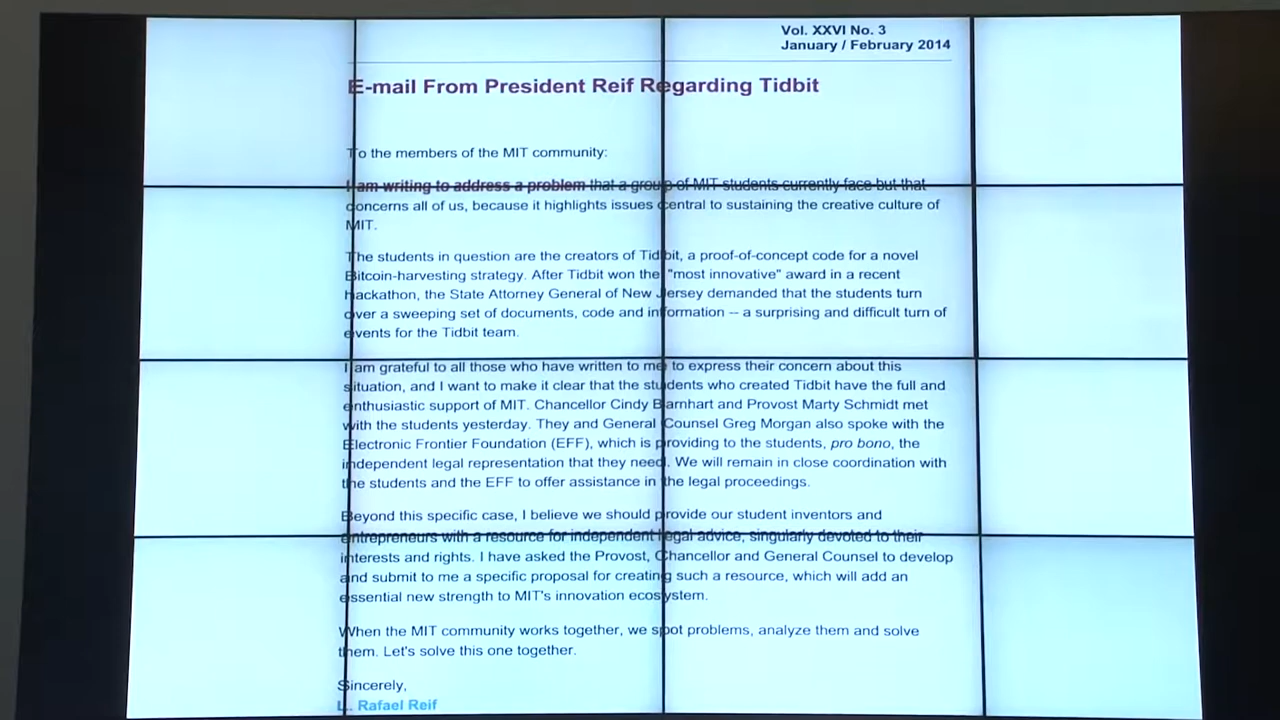 Vol. XXVI No. 3
January / February 2014
E-mail From President Reif Regarding Tidbit
To the members of the MIT community:
I am writing to address a problem that a group of MIT students currently face but that
concerns all of us, because it highlights issues central to sustaining the creative culture of
MIT.
The students in question are the creators of Tidbit, a proof-of-concept code for a novel
Bitcoin-harvesting strategy. After Tidbit won the "most innovative" award in a recent
hackathon, the State Attorney General of New Jersey demanded that the students turn
over a sweeping set of documents, code and information -- a surprising and difficult turn of
events for the Tidbit team.
I am grateful to all those who have written to me to express their concern about this
situation, and I want to make it clear that the students who created Tidbit have the full and
enthusiastic support of MIT. Chancellor Cindy Barnhart and Provost Marty Schmidt met
with the students yesterday. They and General Counsel Greg Morgan also spoke with the
Electronic Frontier Foundation (EFF), which is providing to the students, pro bono, the
independent legal representation that they need. We will remain in close coordination with
the students and the EFF to offer assistance in the legal proceedings.
Beyond this specific case, I believe we should provide our student inventors and
entrepreneurs with a resource for independent legal advice, singularly devoted to their
interests and rights. I have asked the Provost, Chancellor and General Counsel to develop
and submit to me a specific proposal for creating such a resource, which will add an
essential new strength to MIT's innovation ecosystem.
When the MIT community works together, we spot problems, analyze them and solve
them. Let's solve this one together.
Sincerely,
L. Rafael Reif